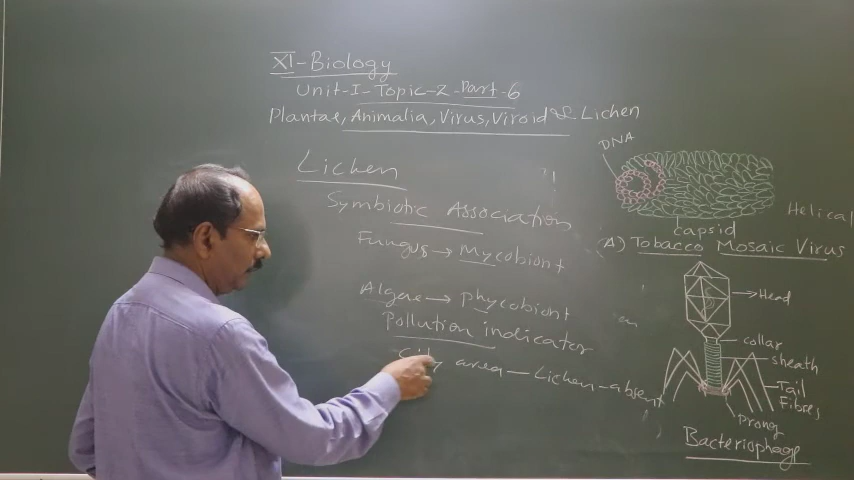 XI-Biology
Unit-I-Topic-2-Part-6
Plantae, Animalia, Virus, Viroid & Lichen
Lichen
Symbiotic Association
Fungus → Mycobiont
Algae → phycobiont
Pollution indicator
City area - Lichen - absent
DNA
capsid
Helical
(A) Tobacco Mosaic Virus
Head
collar
sheath
Tail
Fibres
prong
Bacteriophage